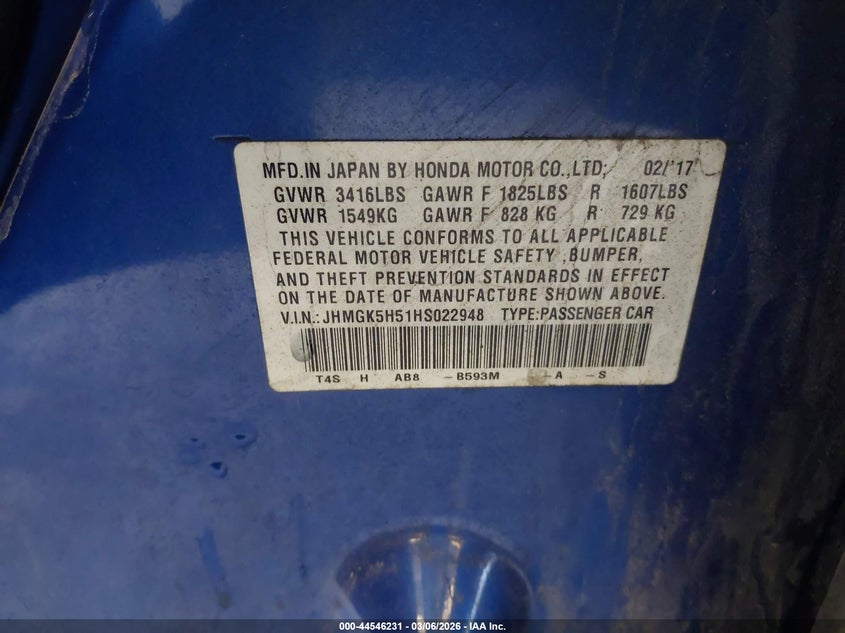 MFD.IN JAPAN BY HONDA MOTOR CO.,LTD; 02/'17
GVWR 3416LBS GAWR F 1825LBS R 1607LBS
GVWR 1549KG GAWR F 828 KG R 729 KG
THIS VEHICLE CONFORMS TO ALL APPLICABLE
FEDERAL MOTOR VEHICLE SAFETY ,BUMPER,
AND THEFT PREVENTION STANDARDS IN EFFECT
ON THE DATE OF MANUFACTURE SHOWN ABOVE.
V.I.N.:JHMGK5H51HS022948 TYPE:PASSENGER CAR
T4S H AB8 -B593M -A -S
000-44546231 - 03/06/2026 - IAA Inc.